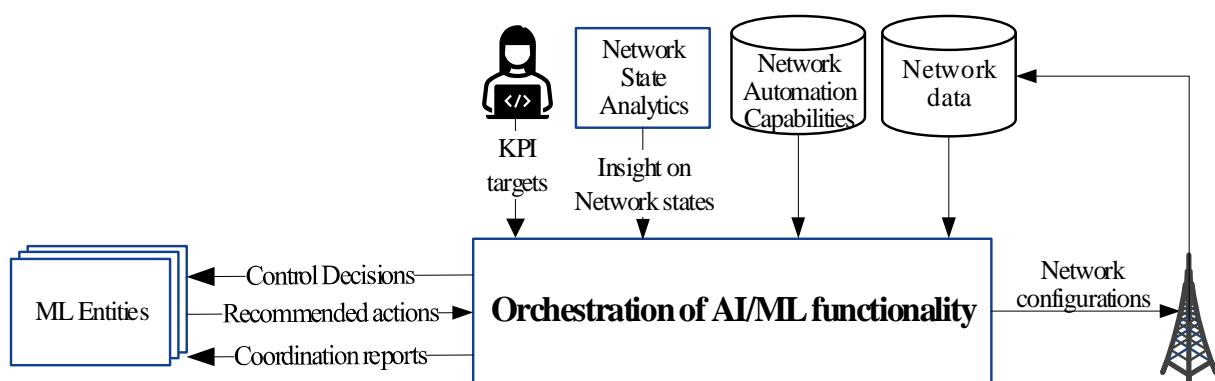 </>
KPI
targets
Network
State
Analytics
Insight on
Network states
Network
Automation
Capabilities
Network
data
ML Entities
Control Decisions
Recommended actions
Coordination reports
Orchestration of AI/ML functionality
Network
configurations